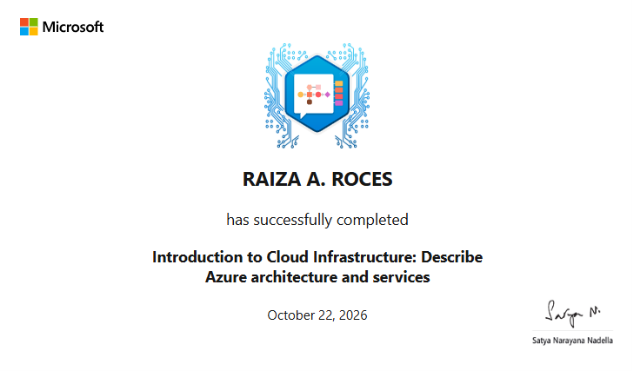 Microsoft
RAIZA A. ROCES
has successfully completed
Introduction to Cloud Infrastructure: Describe
Azure architecture and services
October 22, 2026
Satya N.
Satya Narayana Nadella